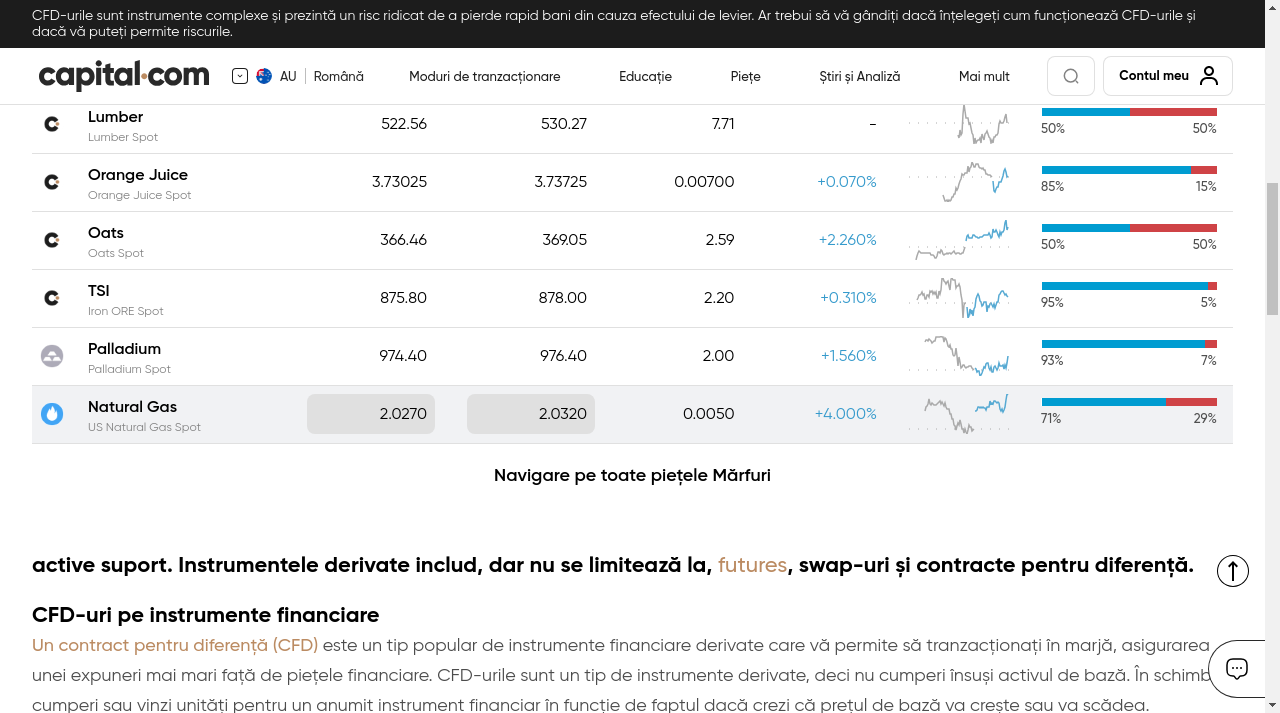 CFD-urile sunt instrumente complexe și prezintă un risc ridicat de a pierde rapid bani din cauza efectului de levier. Ar trebui să vă gândiți dacă înțelegeți cum funcționează CFD-urile și
dacă vă puteți permite riscurile.
capital.com AU Română Moduri de tranzacționare Educație Piețe Știri și Analiză Mai mult Contul meu
Lumber 522.56 530.27 7.71 -
Lumber Spot 50% 50%
Orange Juice 3.73025 3.73725 0.00700 +0.070%
Orange Juice Spot 85% 15%
Oats 366.46 369.05 2.59 +2.260%
Oats Spot 50% 50%
TSI 875.80 878.00 2.20 +0.310%
Iron ORE Spot 95% 5%
Palladium 974.40 976.40 2.00 +1.560%
Palladium Spot 93% 7%
Natural Gas 2.0270 2.0320 0.0050 +4.000%
US Natural Gas Spot 71% 29%
Navigare pe toate piețele Mărfuri
active suport. Instrumentele derivate includ, dar nu se limitează la, futures, swap-uri și contracte pentru diferență.
CFD-uri pe instrumente financiare
Un contract pentru diferență (CFD) este un tip popular de instrumente financiare derivate care vă permite să tranzacționați în marjă, asigurarea
unei expuneri mai mari față de piețele financiare. CFD-urile sunt un tip de instrumente derivate, deci nu cumperi însuși activul de bază. În schimb
cumperi sau vinzi unități pentru un anumit instrument financiar în funcție de faptul dacă crezi că prețul de bază va crește sau va scădea.